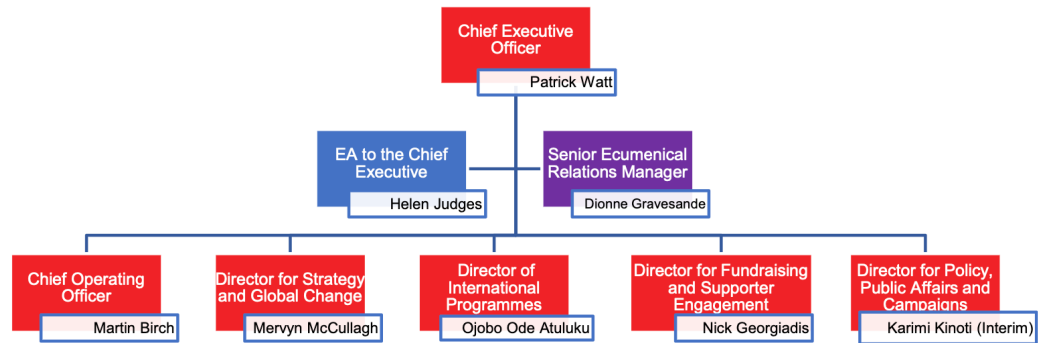 Chief Executive
Officer
Patrick Watt
EA to the Chief
Executive
Helen Judges
Senior Ecumenical
Relations Manager
Dionne Gravesande
Chief Operating
Officer
Martin Birch
Director for Strategy
and Global Change
Mervyn McCullagh
Director of
International
Programmes
Ojobo Ode Atuluku
Director for Fundraising
and Supporter
Engagement
Nick Georgiadis
Director for Policy,
Public Affairs and
Campaigns
Karimi Kinoti (Interim)